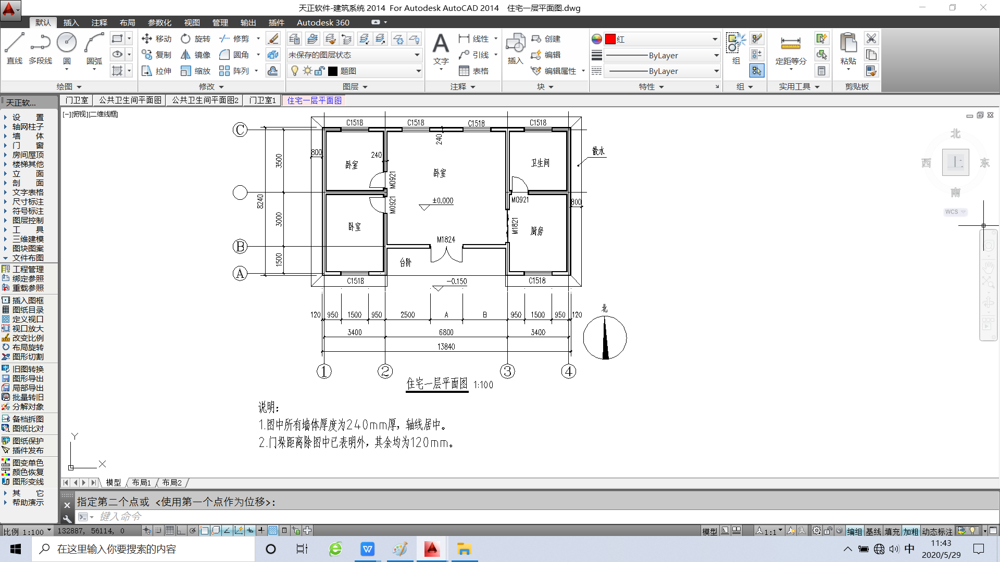 天正软件-建筑系统 2014  For Autodesk AutoCAD 2014    住宅一层平面图.dwg
默认 插入 注释 布局 参数化 视图 管理 输出 插件 Autodesk 360
直线 多段线 圆 圆弧
移动 旋转 修剪
复制 镜像 圆角
拉伸 缩放 阵列
未保存的图层状态
题图
文字 线性 引线 表格
插入 创建 编辑 编辑属性
红
ByLayer
ByLayer
组 定距等分 粘贴
绘图 修改 图层 注释 块 特性 组 实用工具 剪贴板
天正软...
门卫室 公共卫生间平面图 公共卫生间平面图2 门卫室1 住宅一层平面图
[−][俯视][二维线框]
设 置
轴网柱子
墙 体
门 窗
房间屋顶
楼梯其他
立 面
剖 面
文字表格
尺寸标注
符号标注
图层控制
工 具
三维建模
图块图案
文件布图
工程管理
绑定参照
重载参照
插入图框
图纸目录
定义视口
视口放大
改变比例
布局旋转
图形切割
旧图转换
图形导出
局部导出
批量转旧
分解对象
备档拆图
图纸比对
图纸保护
插件发布
图变单色
颜色恢复
图形变线
其 它
帮助演示
C1518 C1518 C1518 C1518
C
B
A
3500
3000
1500
8240
800
240
240
卧室
卧室
卧室
卫生间
厨房
台阶
散水
800
M0921
M0921
M0921
M1821
M1824
±0.000
-0.150
C1518 C1518
120 950 1500 950 2500 A B 950 1500 950 120
3400 6800 3400
13840
1 2 3 4
北
住宅一层平面图 1:100
说明:
1.图中所有墙体厚度为240mm厚，轴线居中。
2.门垛距离除图中已表明外，其余均为120mm。
北
西 上 东
南
WCS
Y
X
模型 布局1 布局2
指定第二个点或 <使用第一个点作为位移>:
键入命令
比例 1:100 132887, 56114, 0 模型 1:1 编组 基线 填充 加粗 动态标注
在这里输入你要搜索的内容
中
11:43
2020/5/29